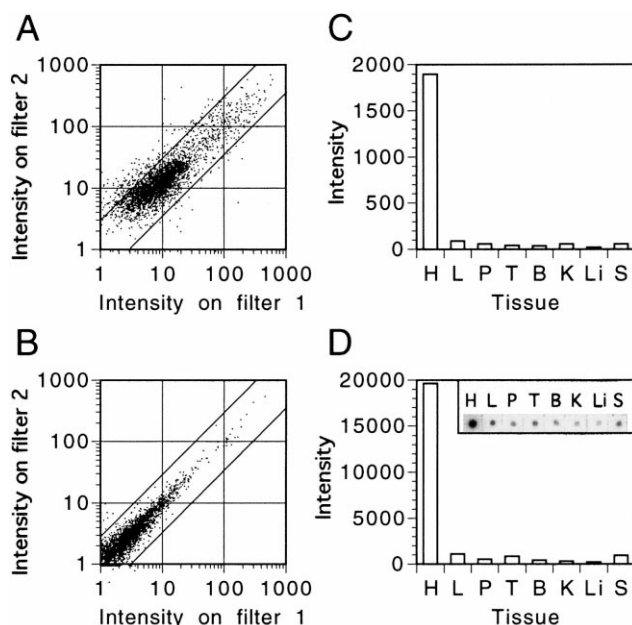 A
Intensity on filter 2
1000
100
10
1
1 10 100 1000
Intensity on filter 1
B
Intensity on filter 2
1000
100
10
1
1 10 100 1000
Intensity on filter 1
C
Intensity
2000
1500
1000
500
0
H L P T B K Li S
Tissue
D
Intensity
20000
15000
10000
5000
0
H L P T B K Li S
H L P T B K Li S
Tissue